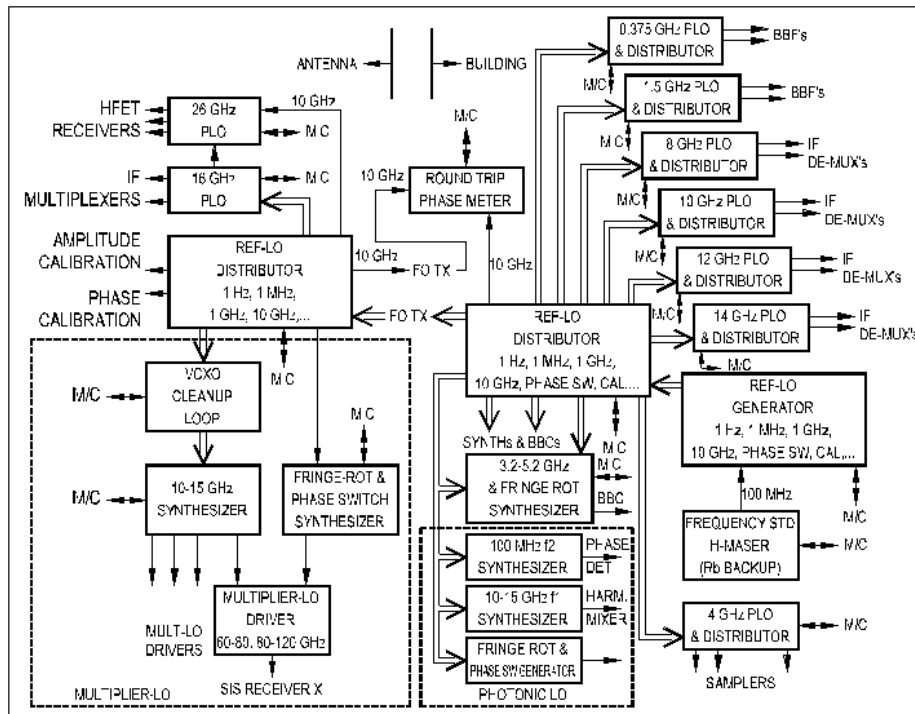 0.375 GHz PLO
& DISTRIBUTOR
BBF's
M/C
ANTENNA
BUILDING
1.5 GHz PLO
& DISTRIBUTOR
BBF's
M C
HFET
RECEIVERS
26 GHz
PLO
10 GHz
M C
M/C
8 GHz PLO
& DISTRIBUTOR
IF
DE-MUX's
M/C
IF
MULTIPLEXERS
16 GHz
PLO
M C
10 GHz
ROUND TRIP
PHASE METER
10 GHz PLO
& DISTRIBUTOR
IF
DE-MUX's
M/C
AMPLITUDE
CALIBRATION
PHASE
CALIBRATION
REF-LO
DISTRIBUTOR
1 Hz, 1 MHz,
1 GHz, 10 GHz,...
10 GHz
FO TX
10 GHz
12 GHz PLO
& DISTRIBUTOR
IF
DE-MUX's
M/C
FO TX
REF-LO
DISTRIBUTOR
1 Hz, 1 MHz, 1 GHz,
10 GHz, PHASE SW, CAL,...
14 GHz PLO
& DISTRIBUTOR
IF
DE-MUX's
M/C
M C
M/C
VCXO
CLEANUP
LOOP
M C
REF-LO
GENERATOR
1 Hz, 1 MHz, 1 GHz,
10 GHz, PHASE SW, CAL,...
SYNTHs & BBCs
M C
M/C
10-15 GHz
SYNTHESIZER
FRINGE-ROT &
PHASE SWITCH
SYNTHESIZER
3.2-5.2 GHz
& FRINGE ROT
SYNTHESIZER
M C
BBC
100 MHz
M/C
FREQUENCY STD
H-MASER
(Rb BACKUP)
M/C
100 MHz f2
SYNTHESIZER
PHASE
DET
MULT-LO
DRIVERS
MULTIPLIER-LO
DRIVER
60-80, 80-120 GHz
10-15 GHz f1
SYNTHESIZER
HARM.
MIXER
4 GHz PLO
& DISTRIBUTOR
M/C
FRINGE ROT &
PHASE SW GENERATOR
SAMPLERS
MULTIPLIER-LO
SIS RECEIVER X
PHOTONIC LO